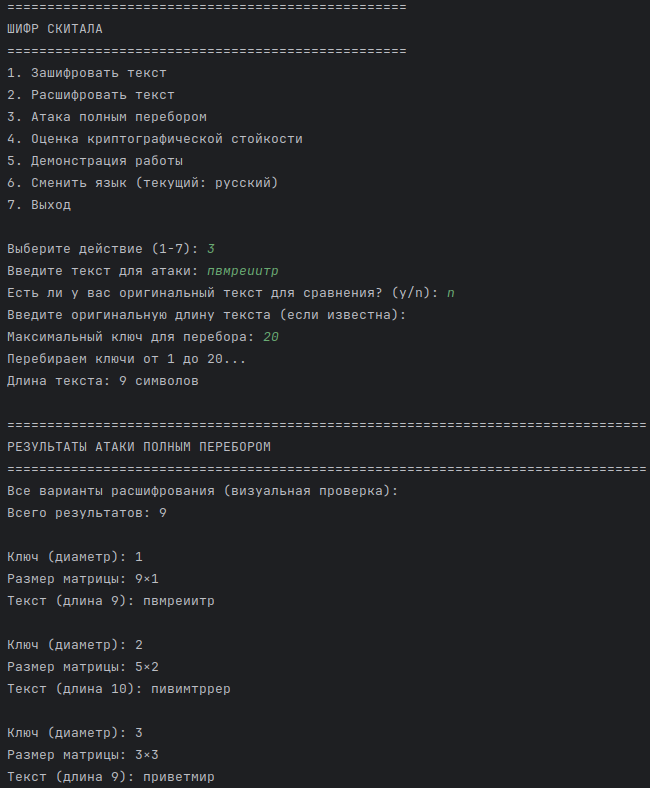 ==================================================
ШИФР СКИТАЛА
==================================================
1. Зашифровать текст
2. Расшифровать текст
3. Атака полным перебором
4. Оценка криптографической стойкости
5. Демонстрация работы
6. Сменить язык (текущий: русский)
7. Выход
Выберите действие (1-7): 3
Введите текст для атаки: пвмреиитр
Есть ли у вас оригинальный текст для сравнения? (y/n): n
Введите оригинальную длину текста (если известна):
Максимальный ключ для перебора: 20
Перебираем ключи от 1 до 20...
Длина текста: 9 символов
================================================================================
РЕЗУЛЬТАТЫ АТАКИ ПОЛНЫМ ПЕРЕБОРОМ
================================================================================
Все варианты расшифрования (визуальная проверка):
Всего результатов: 9
Ключ (диаметр): 1
Размер матрицы: 9×1
Текст (длина 9): пвмреиитр
Ключ (диаметр): 2
Размер матрицы: 5×2
Текст (длина 10): пивимтррер
Ключ (диаметр): 3
Размер матрицы: 3×3
Текст (длина 9): приветмир